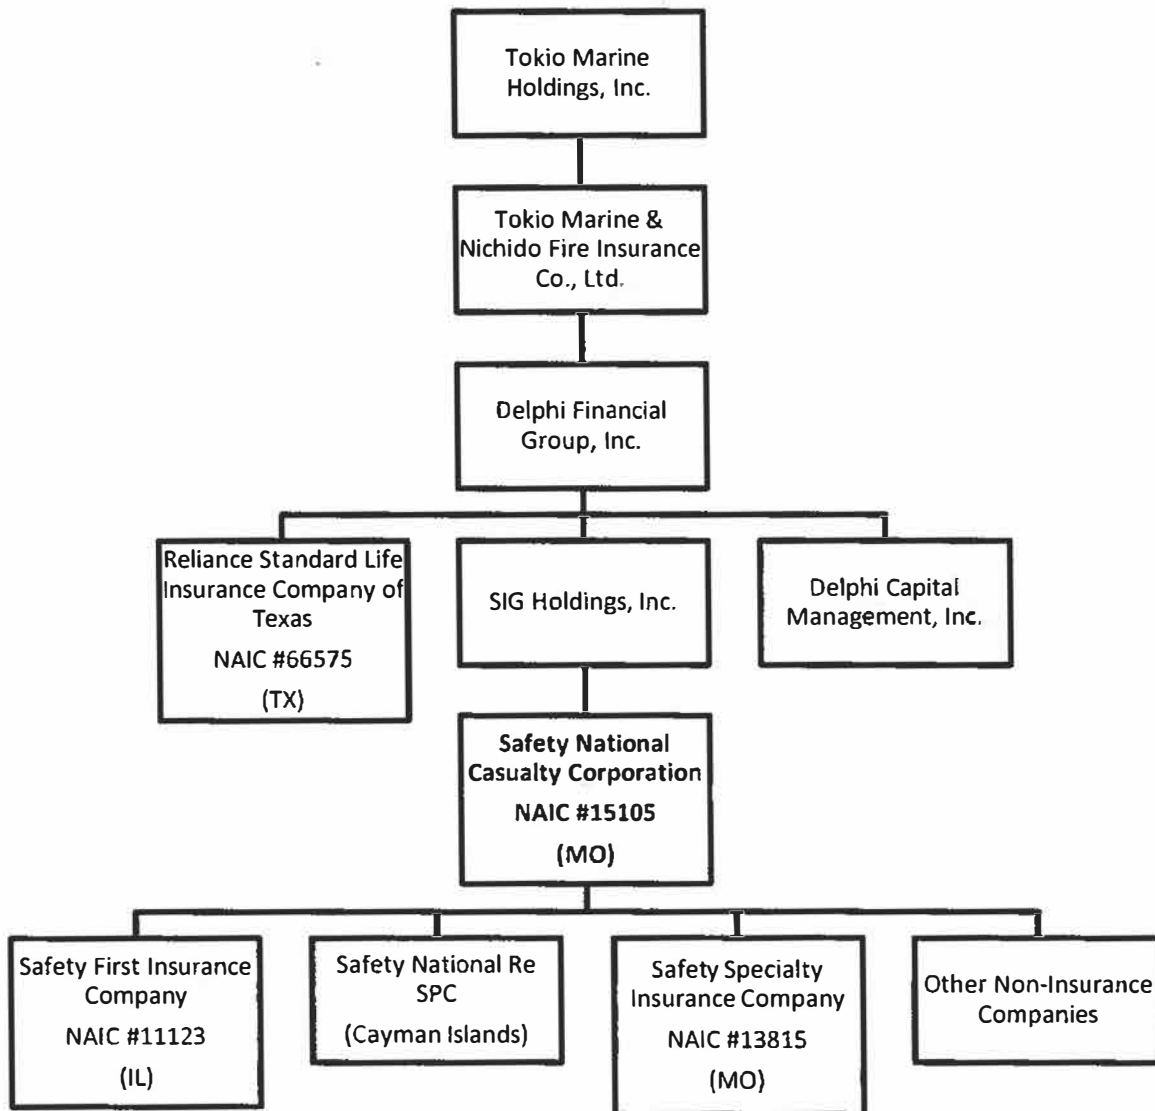 Tokio Marine
Holdings, Inc.
Tokio Marine &
Nichido Fire Insurance
Co., Ltd.
Delphi Financial
Group, Inc.
Reliance Standard Life
Insurance Company of
Texas
NAIC #66575
(TX)
SIG Holdings, Inc.
Delphi Capital
Management, Inc.
Safety National
Casualty Corporation
NAIC #15105
(MO)
Safety First Insurance
Company
NAIC #11123
(IL)
Safety National Re
SPC
(Cayman Islands)
Safety Specialty
Insurance Company
NAIC #13815
(MO)
Other Non-Insurance
Companies